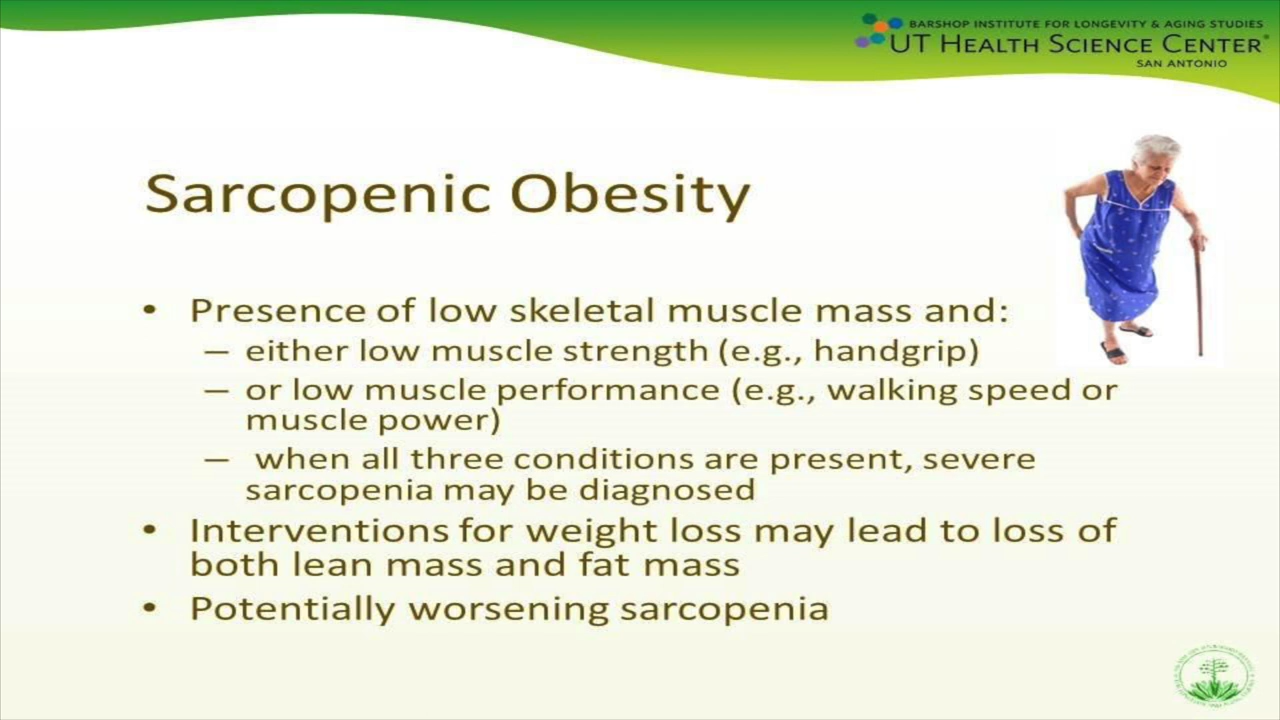 BARSHOP INSTITUTE FOR LONGEVITY & AGING STUDIES
UT HEALTH SCIENCE CENTER®
SAN ANTONIO
Sarcopenic Obesity
• Presence of low skeletal muscle mass and:
– either low muscle strength (e.g., handgrip)
– or low muscle performance (e.g., walking speed or
muscle power)
– when all three conditions are present, severe
sarcopenia may be diagnosed
• Interventions for weight loss may lead to loss of
both lean mass and fat mass
• Potentially worsening sarcopenia